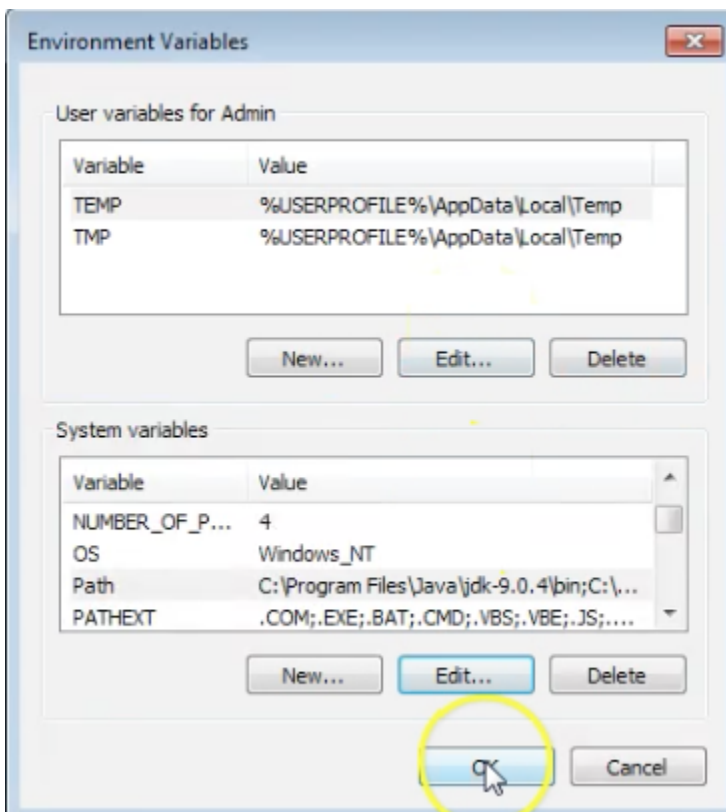 Environment Variables
User variables for Admin
Variable Value
TEMP %USERPROFILE%\AppData\Local\Temp
TMP %USERPROFILE%\AppData\Local\Temp
New... Edit... Delete
System variables
Variable Value
NUMBER_OF_P... 4
OS Windows_NT
Path C:\Program Files\Java\jdk-9.0.4\bin;C:\...
PATHEXT .COM;.EXE;.BAT;.CMD;.VBS;.VBE;.JS;....
New... Edit... Delete
OK Cancel